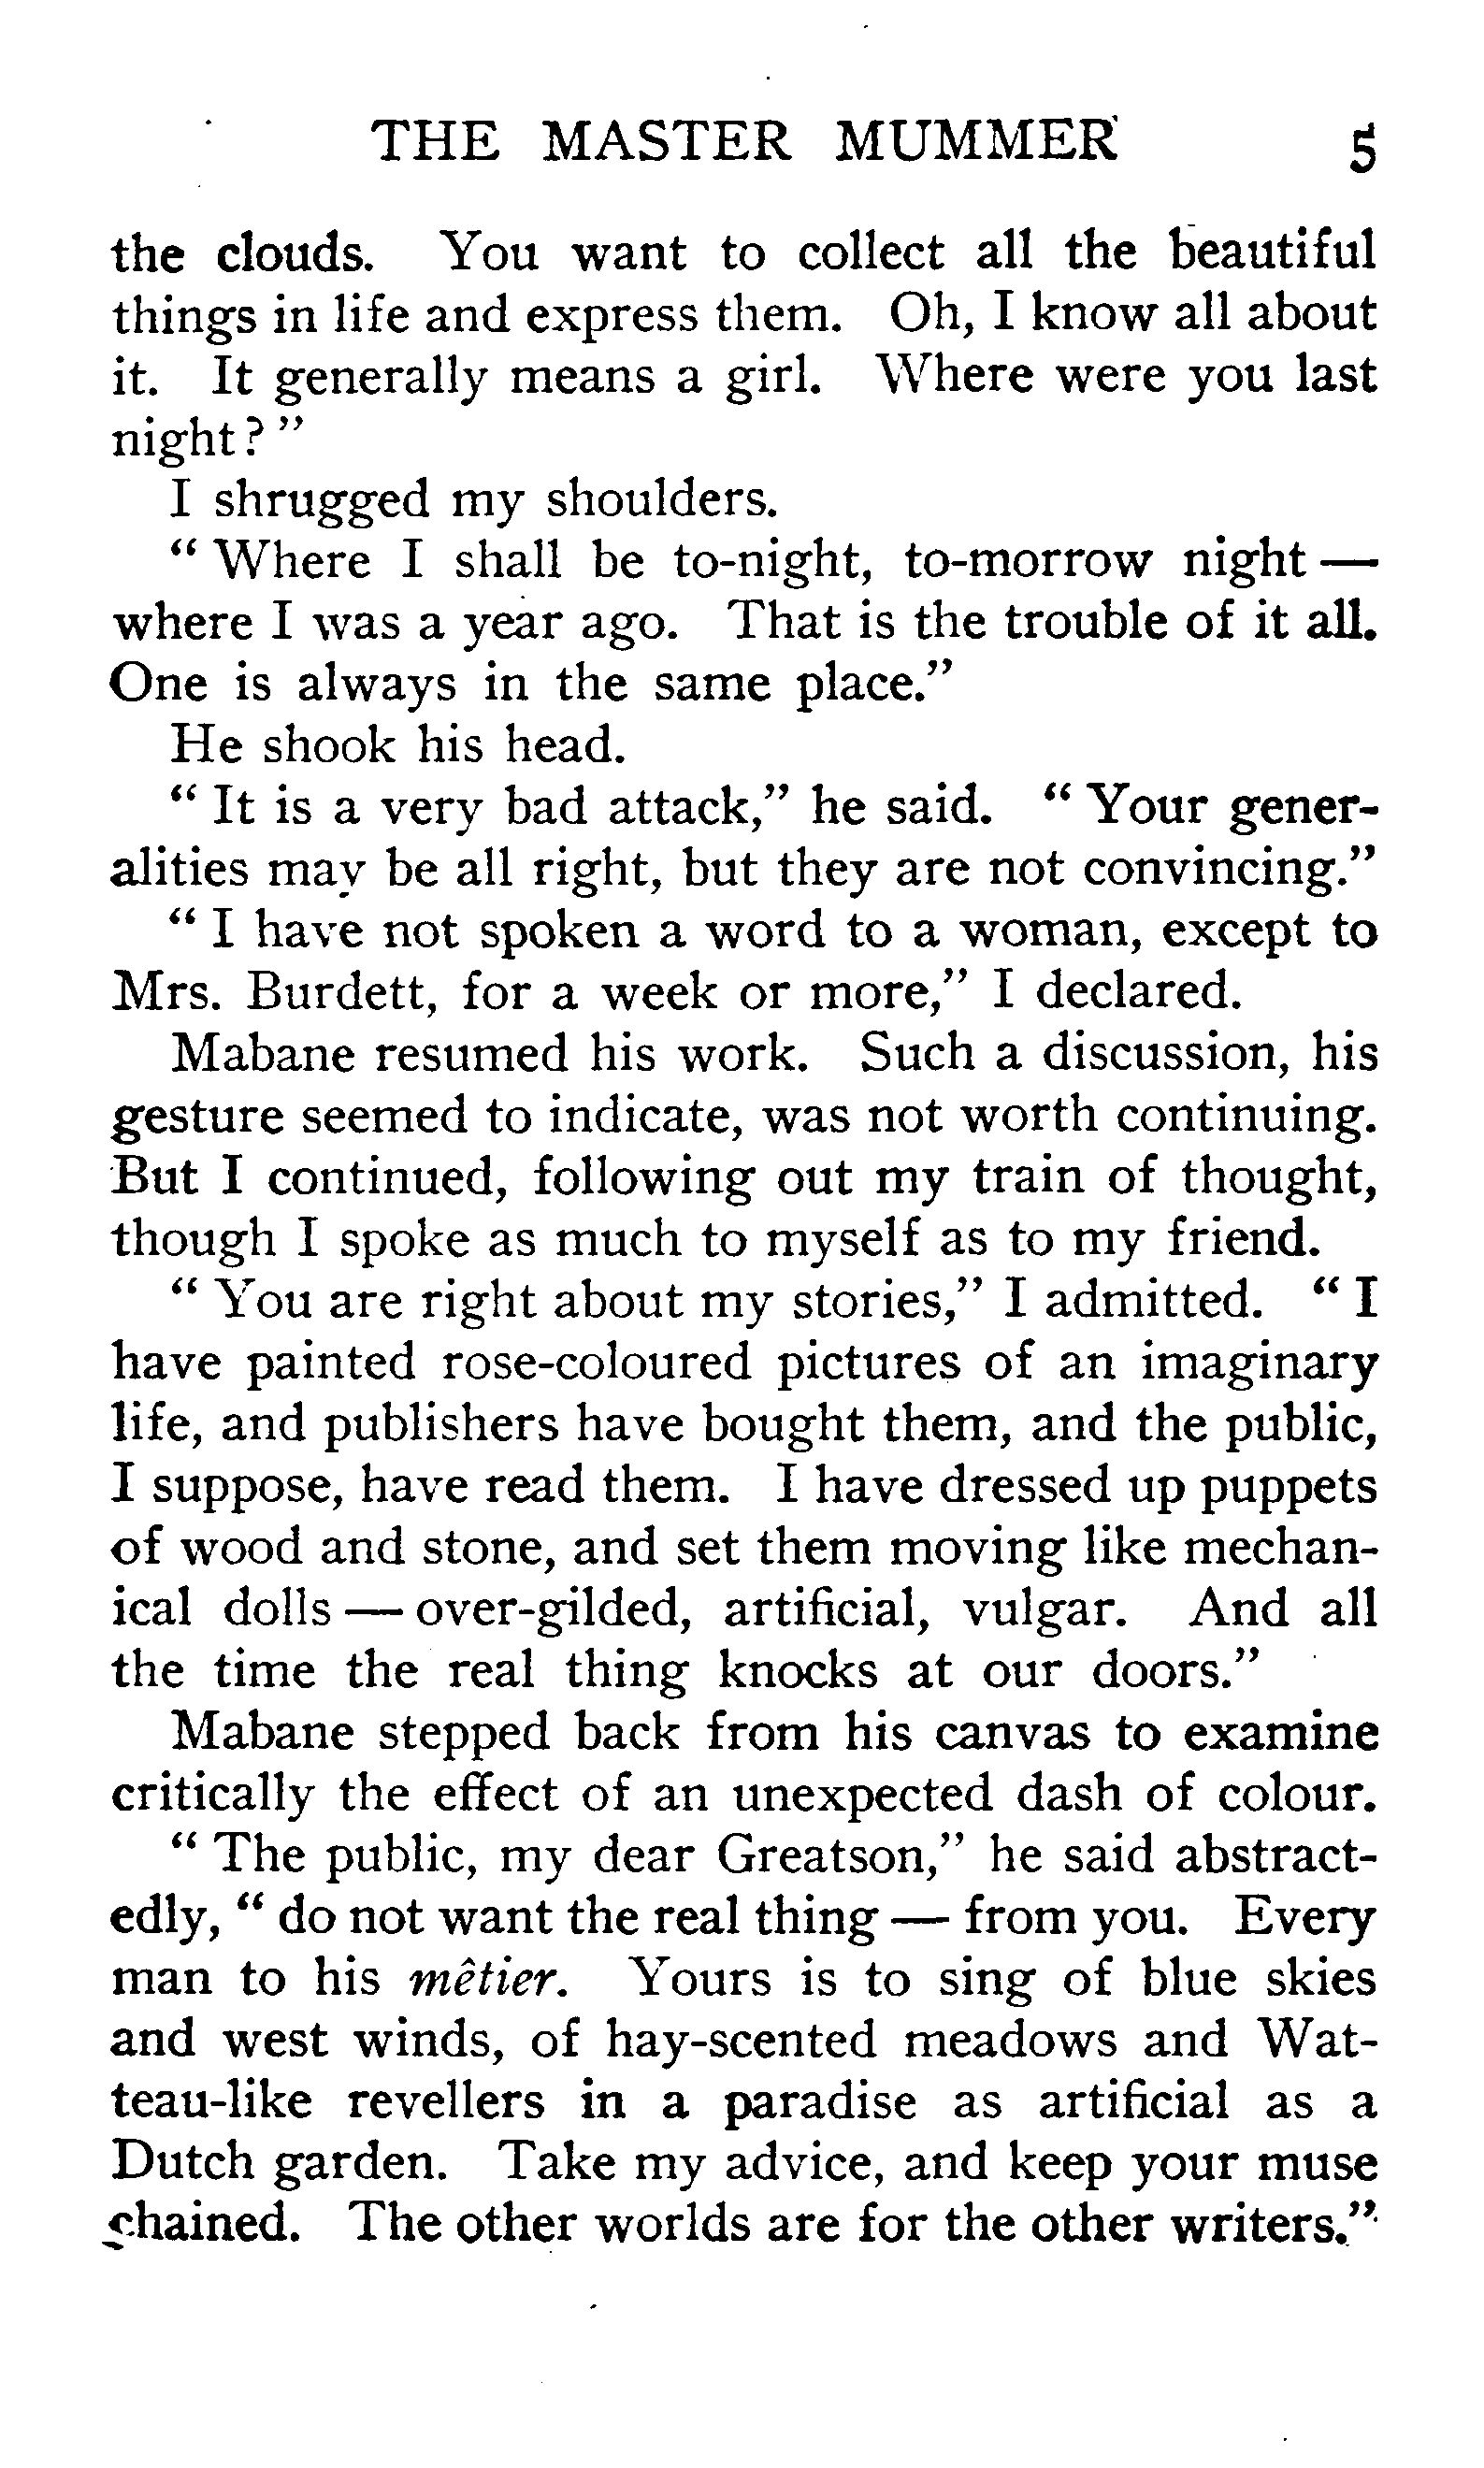 THE MASTER MUMMER 5
the clouds. You want to collect all the beautiful
things in life and express them. Oh, I know all about
it. It generally means a girl. Where were you last
night?"
I shrugged my shoulders.
"Where I shall be to-night, to-morrow night —
where I was a year ago. That is the trouble of it all.
One is always in the same place."
He shook his head.
"It is a very bad attack," he said. "Your gener-
alities may be all right, but they are not convincing."
"I have not spoken a word to a woman, except to
Mrs. Burdett, for a week or more," I declared.
Mabane resumed his work. Such a discussion, his
gesture seemed to indicate, was not worth continuing.
But I continued, following out my train of thought,
though I spoke as much to myself as to my friend.
"You are right about my stories," I admitted. "I
have painted rose-coloured pictures of an imaginary
life, and publishers have bought them, and the public,
I suppose, have read them. I have dressed up puppets
of wood and stone, and set them moving like mechan-
ical dolls — over-gilded, artificial, vulgar. And all
the time the real thing knocks at our doors."
Mabane stepped back from his canvas to examine
critically the effect of an unexpected dash of colour.
"The public, my dear Greatson," he said abstract-
edly, "do not want the real thing — from you. Every
man to his mêtier. Yours is to sing of blue skies
and west winds, of hay-scented meadows and Wat-
teau-like revellers in a paradise as artificial as a
Dutch garden. Take my advice, and keep your muse
chained. The other worlds are for the other writers."